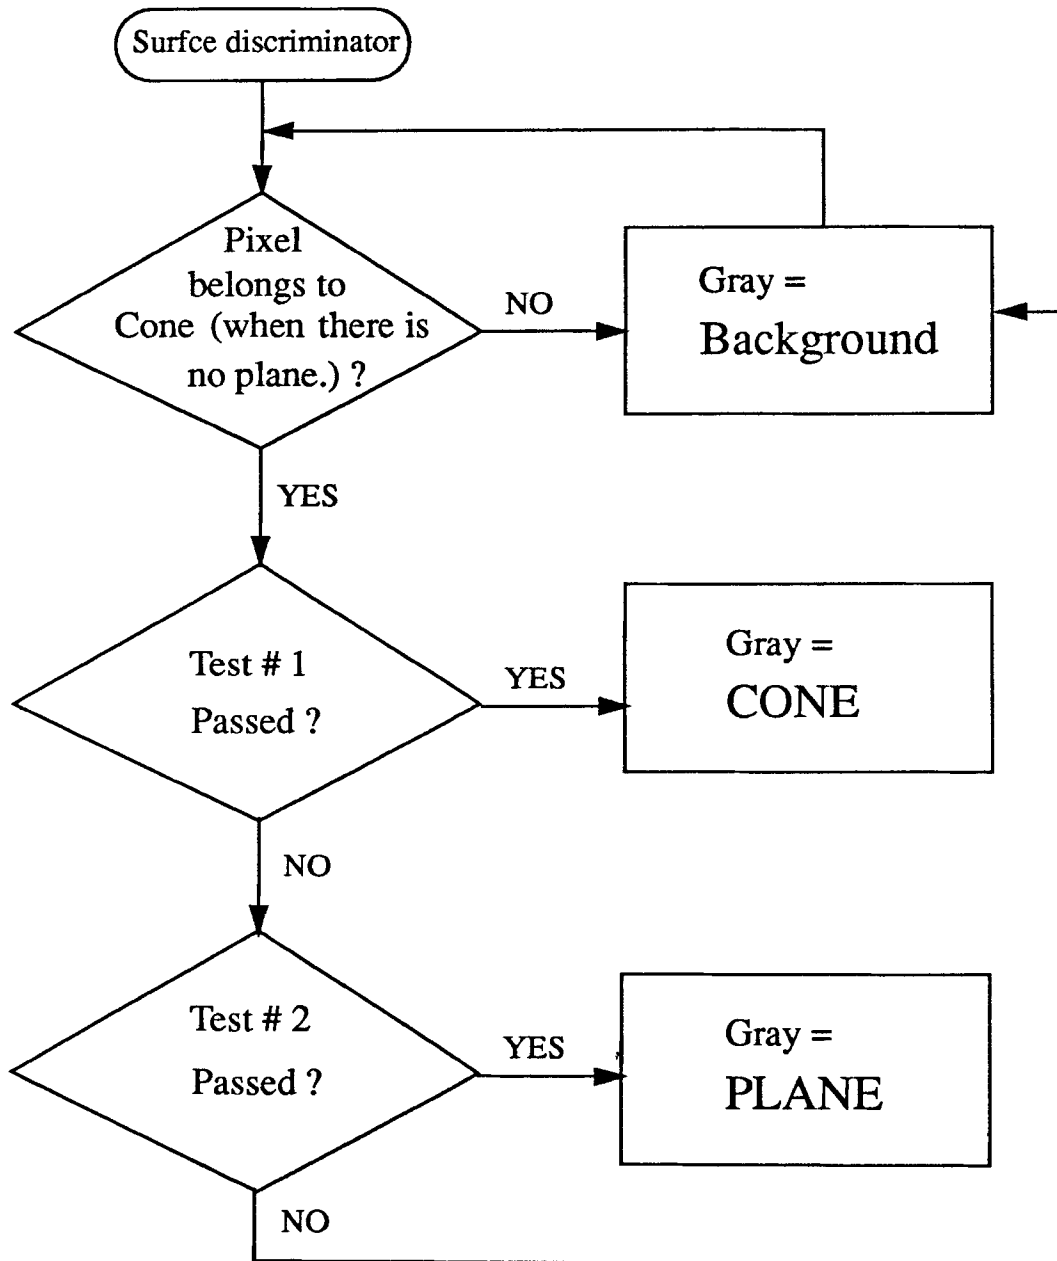 Surfce discriminator
Pixel
belongs to
Cone (when there is
no plane.) ?
NO
Gray =
Background
YES
Test # 1
Passed ?
YES
Gray =
CONE
NO
Test # 2
Passed ?
YES
Gray =
PLANE
NO